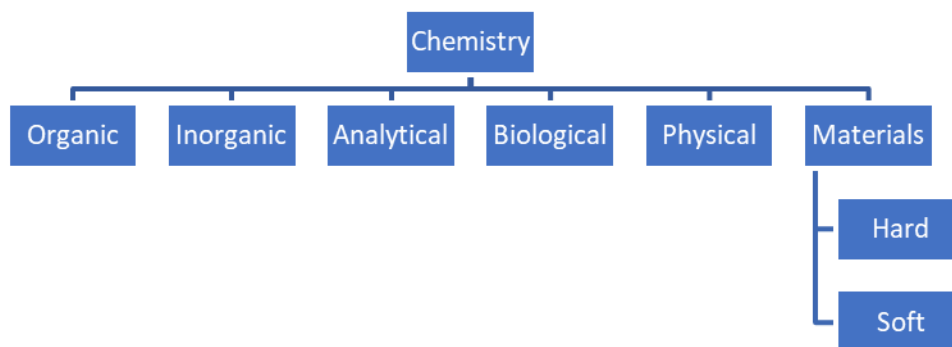 Chemistry
Organic
Inorganic
Analytical
Biological
Physical
Materials
Hard
Soft